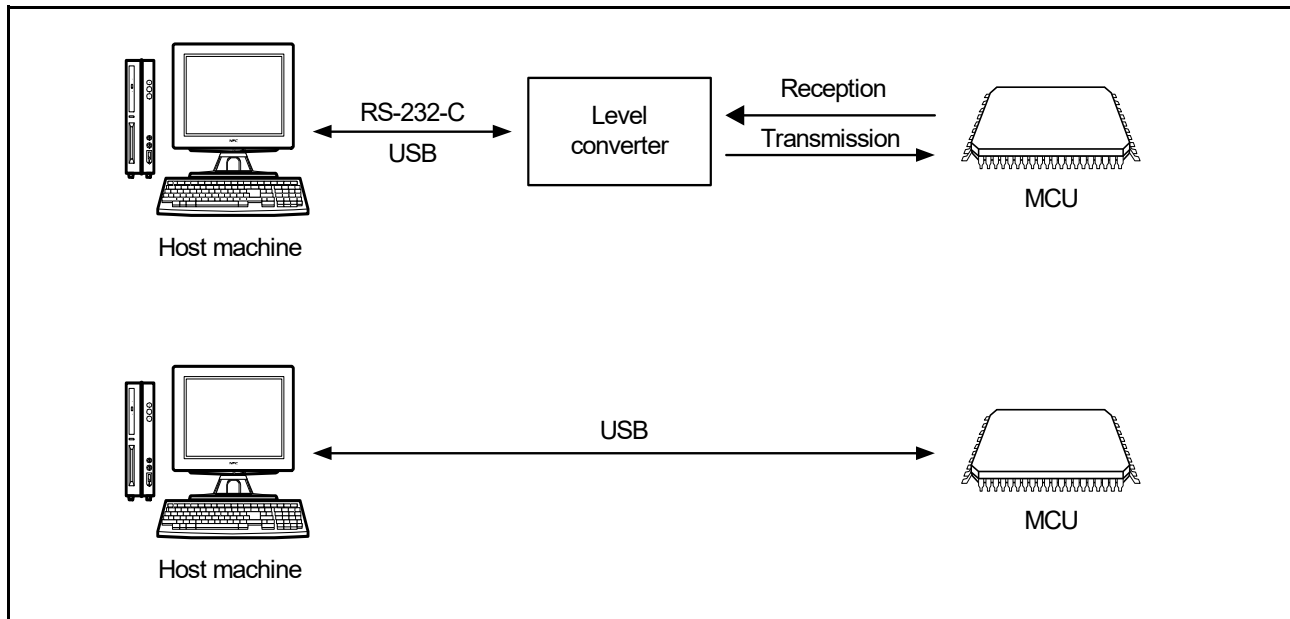 RS-232-C
USB
Level
converter
Reception
Transmission
MCU
Host machine
USB
MCU
Host machine